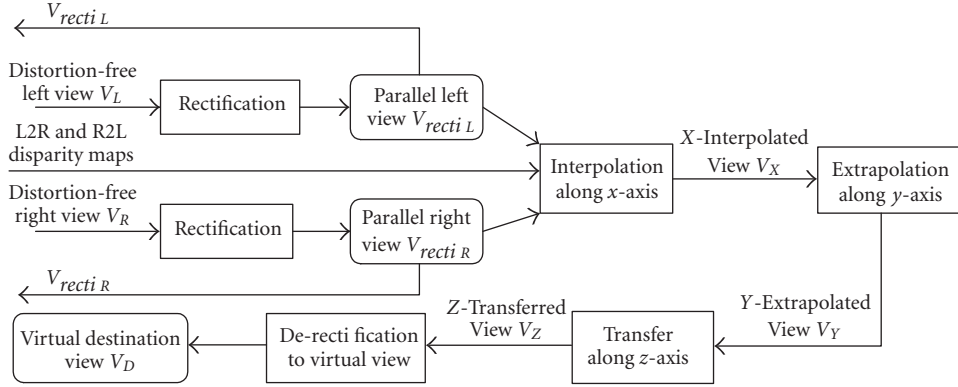 V_recti L
Distortion-free
left view V_L
Rectification
Parallel left
view V_recti L
L2R and R2L
disparity maps
Interpolation
along x-axis
X-Interpolated
View V_X
Extrapolation
along y-axis
Distortion-free
right view V_R
Rectification
Parallel right
view V_recti R
V_recti R
Y-Extrapolated
View V_Y
Transfer
along z-axis
Z-Transferred
View V_Z
De-recti fication
to virtual view
Virtual destination
view V_D